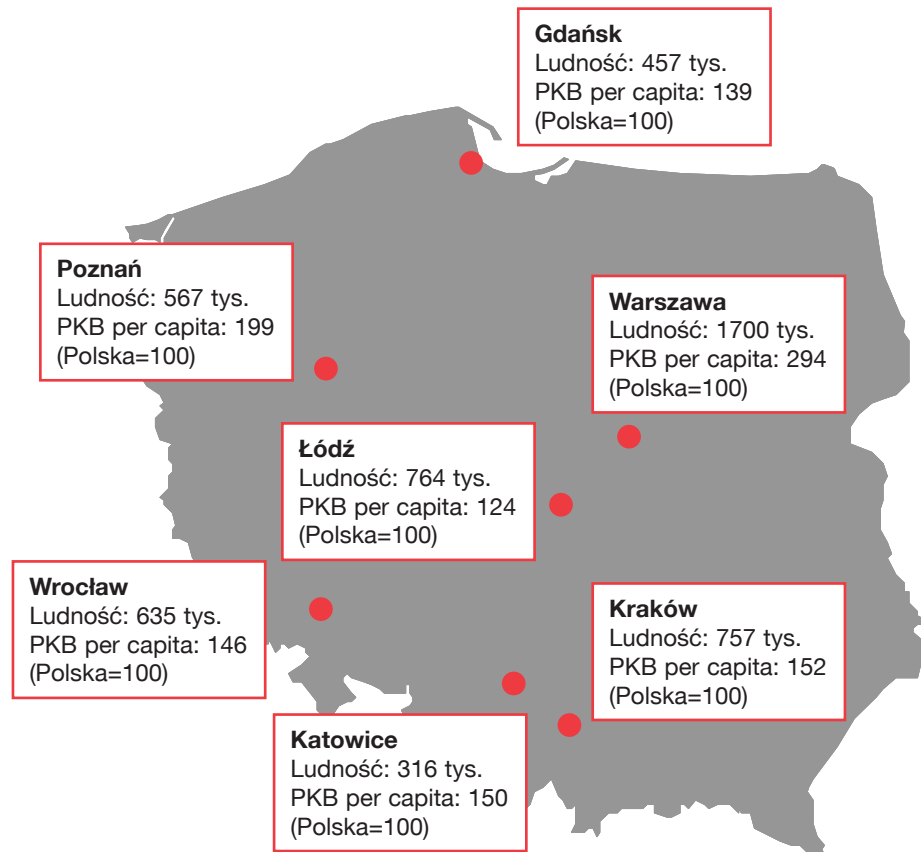 Gdańsk
Ludność: 457 tys.
PKB per capita: 139
(Polska=100)
Poznań
Ludność: 567 tys.
PKB per capita: 199
(Polska=100)
Warszawa
Ludność: 1700 tys.
PKB per capita: 294
(Polska=100)
Łódź
Ludność: 764 tys.
PKB per capita: 124
(Polska=100)
Wrocław
Ludność: 635 tys.
PKB per capita: 146
(Polska=100)
Kraków
Ludność: 757 tys.
PKB per capita: 152
(Polska=100)
Katowice
Ludność: 316 tys.
PKB per capita: 150
(Polska=100)